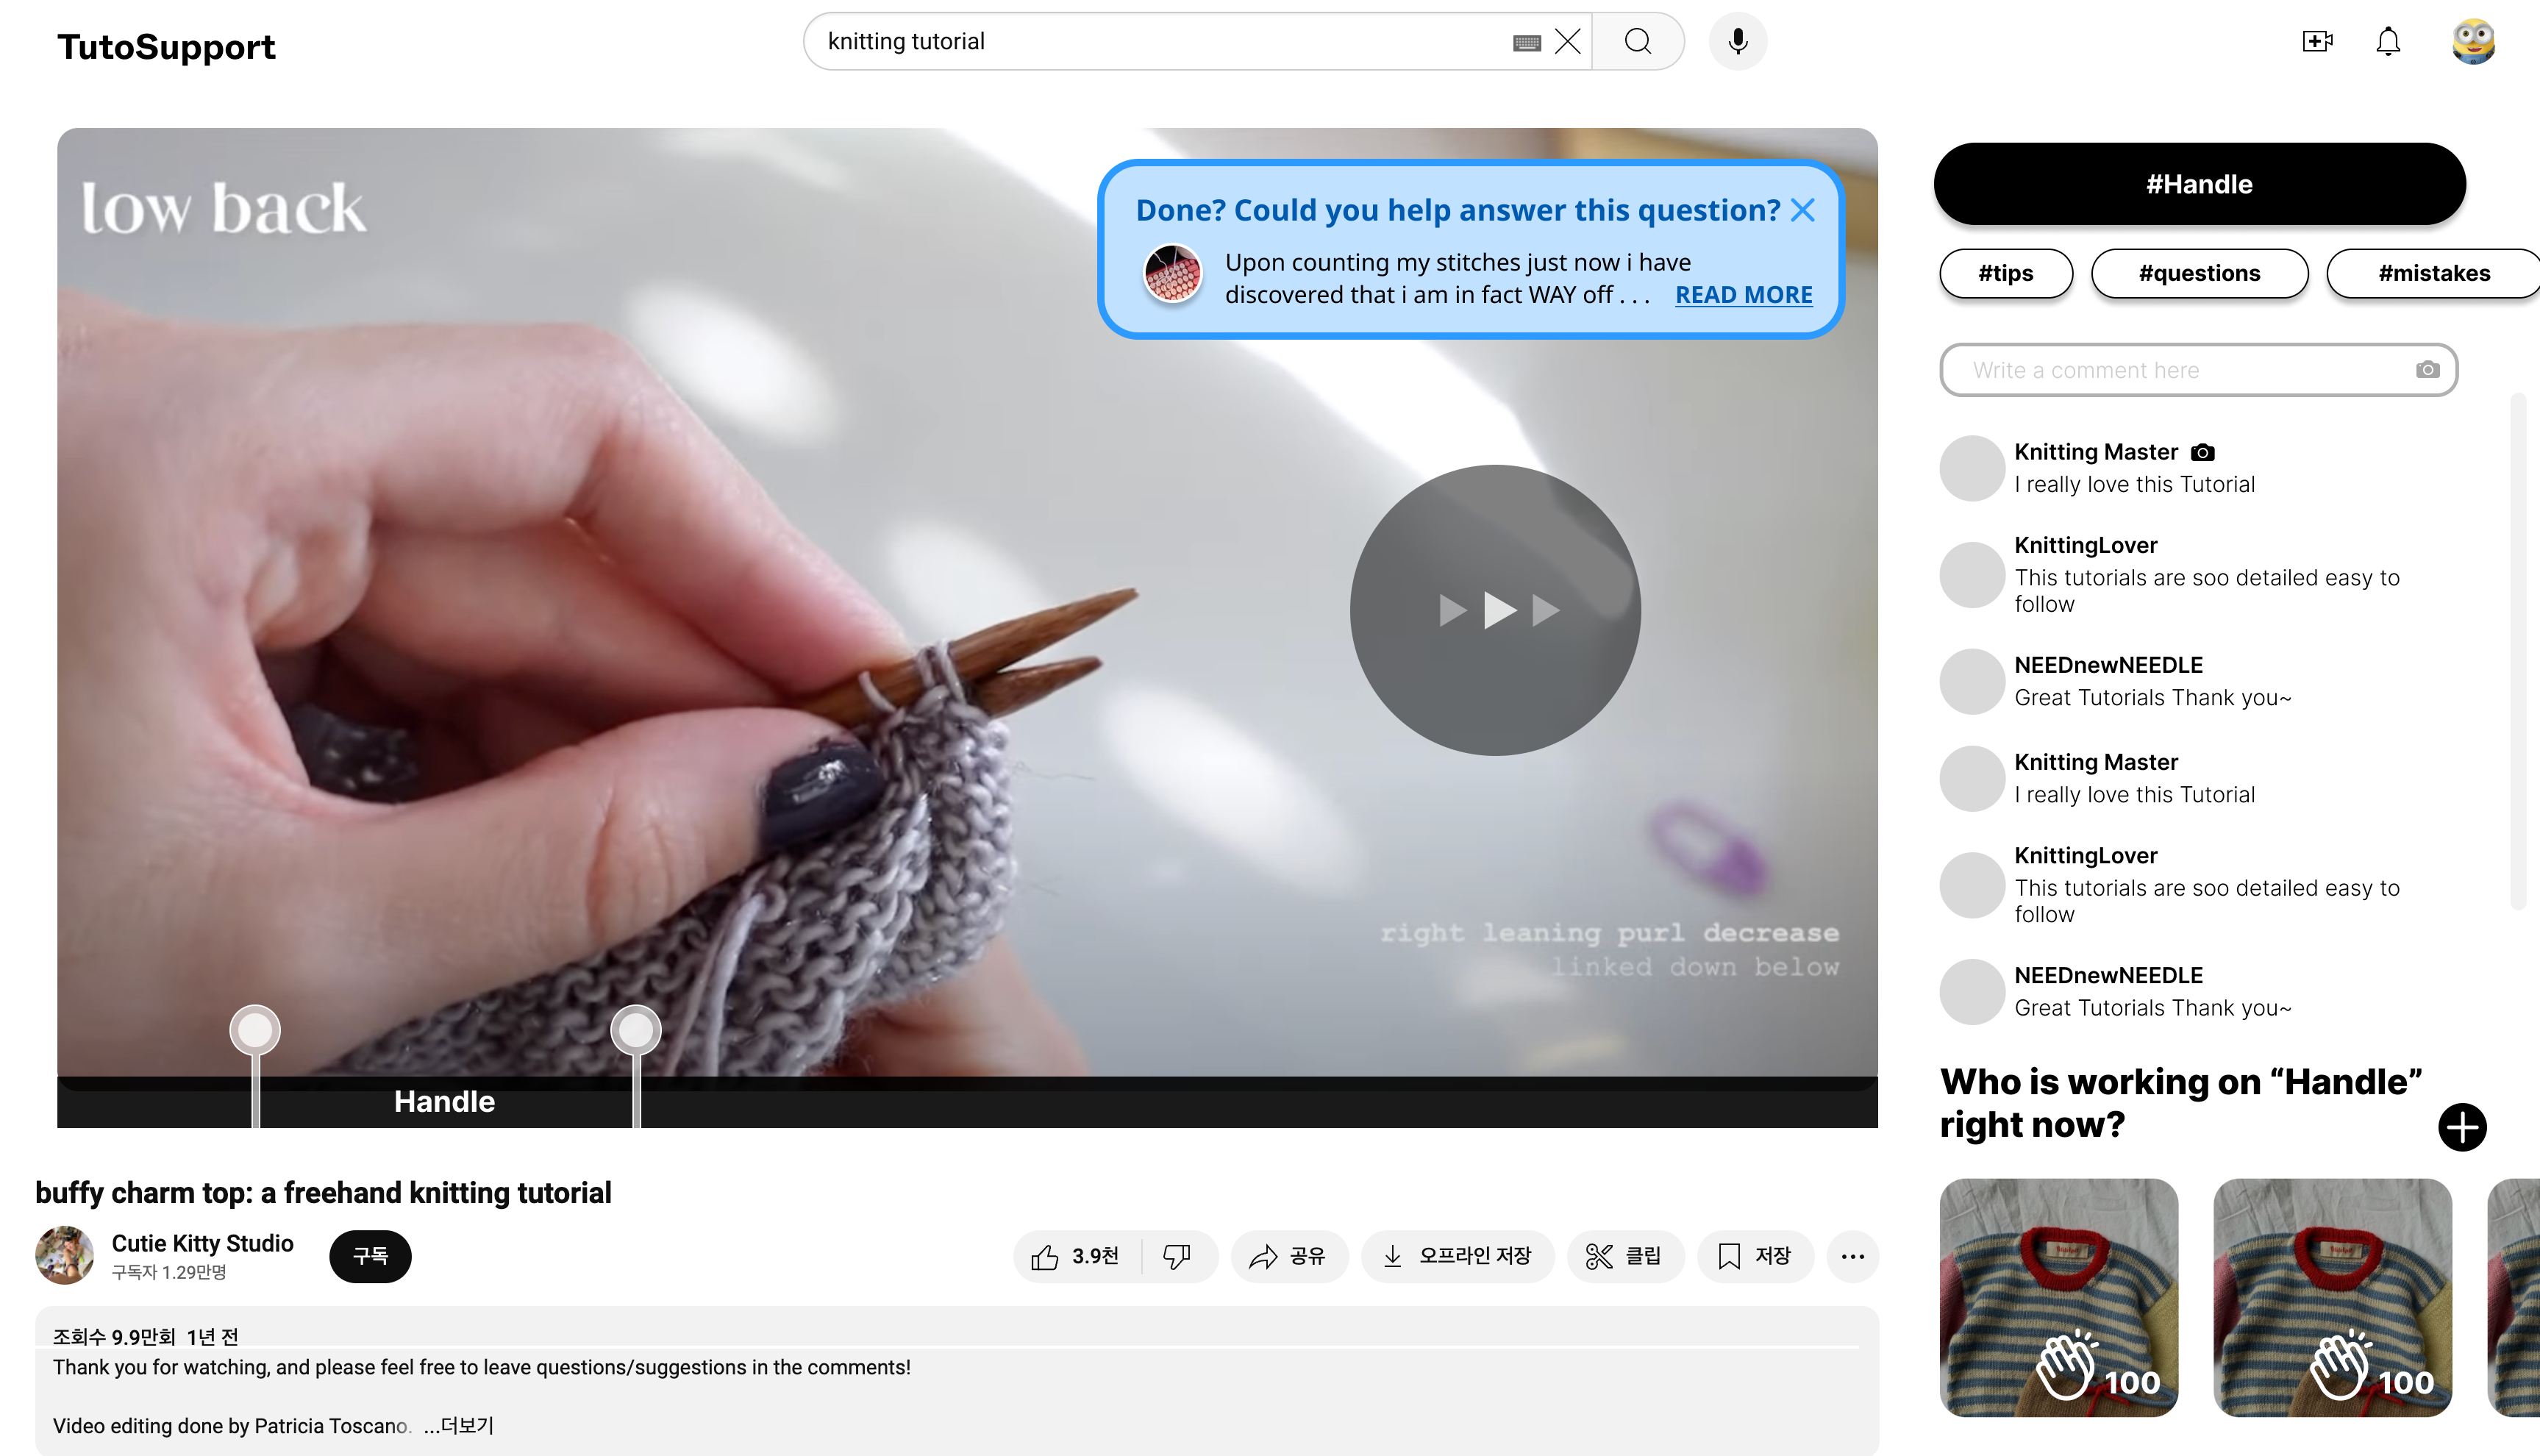 TutoSupport
knitting tutorial
low back
Done? Could you help answer this question?
Upon counting my stitches just now i have
discovered that i am in fact WAY off . . . READ MORE
right leaning purl decrease
linked down below
Handle
#Handle
#tips
#questions
#mistakes
Write a comment here
Knitting Master
I really love this Tutorial
KnittingLover
This tutorials are soo detailed easy to
follow
NEEDnewNEEDLE
Great Tutorials Thank you~
Knitting Master
I really love this Tutorial
KnittingLover
This tutorials are soo detailed easy to
follow
NEEDnewNEEDLE
Great Tutorials Thank you~
Who is working on “Handle”
right now?
100
100
buffy charm top: a freehand knitting tutorial
Cutie Kitty Studio
구독자 1.29만명
구독
3.9천
공유
오프라인 저장
클립
저장
조회수 9.9만회 1년 전
Thank you for watching, and please feel free to leave questions/suggestions in the comments!
Video editing done by Patricia Toscano. ...더보기